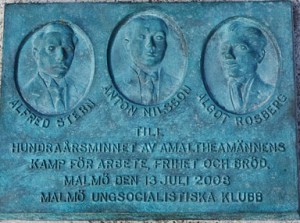 ALFRED STERN ANTON NILSSON ALGOT ROSBERG
TILL
HUNDRAÅRSMINNET AV AMALTHEAMÄNNENS
KAMP FÖR ARBETE, FRIHET OCH BRÖD.
MALMÖ DEN 13 JULI 2008
MALMÖ UNGSOCIALISTISKA KLUBB